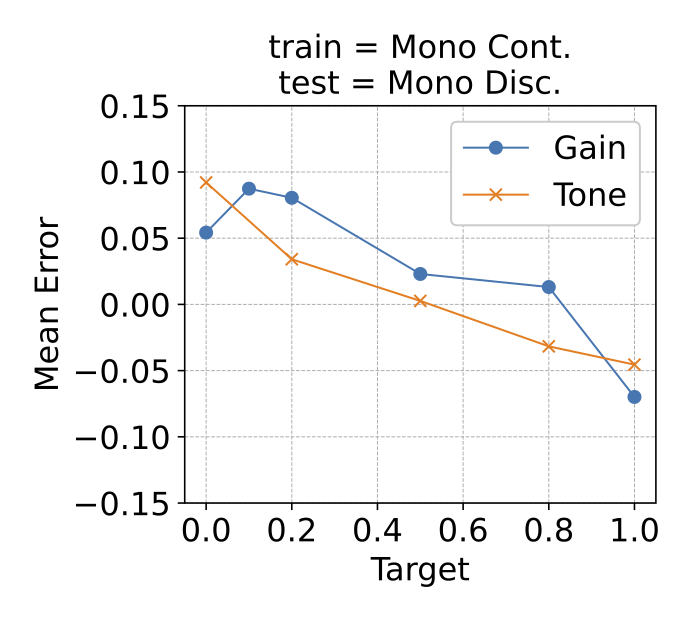 train = Mono Cont.
test = Mono Disc.
Gain
Tone
Mean Error
0.15
0.10
0.05
0.00
−0.05
−0.10
−0.15
0.0 0.2 0.4 0.6 0.8 1.0
Target